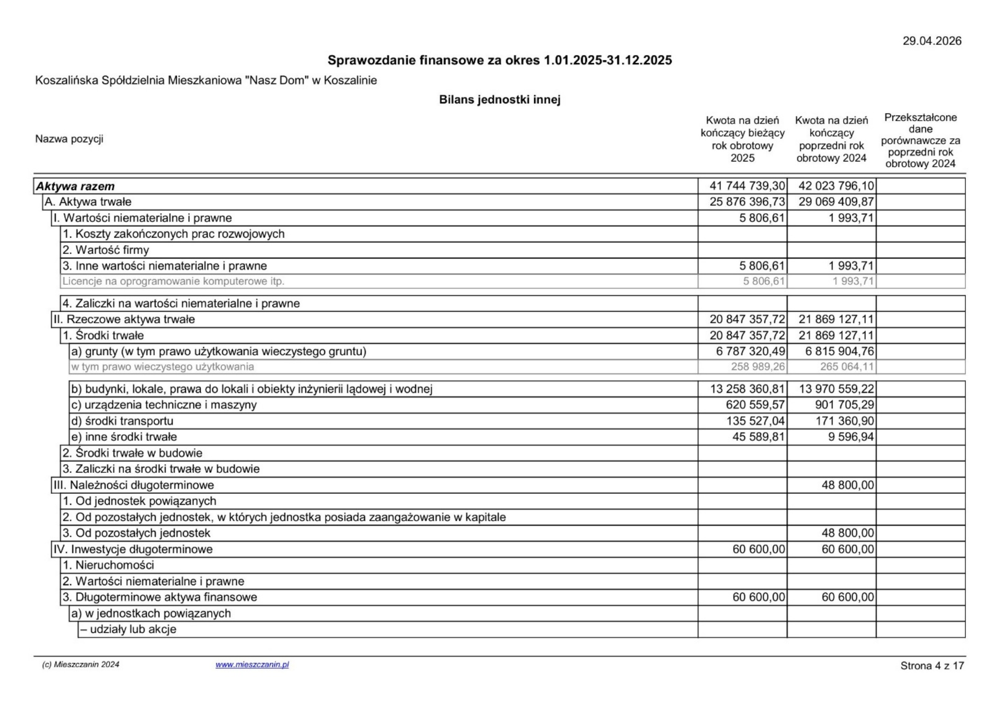 29.04.2026
Sprawozdanie finansowe za okres 1.01.2025-31.12.2025
Koszalińska Spółdzielnia Mieszkaniowa "Nasz Dom" w Koszalinie
Bilans jednostki innej
Nazwa pozycji
Kwota na dzień
kończący bieżący
rok obrotowy
2025
Kwota na dzień
kończący
poprzedni rok
obrotowy 2024
Przekształcone
dane
porównawcze za
poprzedni rok
obrotowy 2024
Aktywa razem 41 744 739,30 42 023 796,10
A. Aktywa trwałe 25 876 396,73 29 069 409,87
I. Wartości niematerialne i prawne 5 806,61 1 993,71
1. Koszty zakończonych prac rozwojowych
2. Wartość firmy
3. Inne wartości niematerialne i prawne 5 806,61 1 993,71
Licencje na oprogramowanie komputerowe itp. 5 806,61 1 993,71
4. Zaliczki na wartości niematerialne i prawne
II. Rzeczowe aktywa trwałe 20 847 357,72 21 869 127,11
1. Środki trwałe 20 847 357,72 21 869 127,11
a) grunty (w tym prawo użytkowania wieczystego gruntu) 6 787 320,49 6 815 904,76
w tym prawo wieczystego użytkowania 258 989,26 265 064,11
b) budynki, lokale, prawa do lokali i obiekty inżynierii lądowej i wodnej 13 258 360,81 13 970 559,22
c) urządzenia techniczne i maszyny 620 559,57 901 705,29
d) środki transportu 135 527,04 171 360,90
e) inne środki trwałe 45 589,81 9 596,94
2. Środki trwałe w budowie
3. Zaliczki na środki trwałe w budowie
III. Należności długoterminowe 48 800,00
1. Od jednostek powiązanych
2. Od pozostałych jednostek, w których jednostka posiada zaangażowanie w kapitale
3. Od pozostałych jednostek 48 800,00
IV. Inwestycje długoterminowe 60 600,00 60 600,00
1. Nieruchomości
2. Wartości niematerialne i prawne
3. Długoterminowe aktywa finansowe 60 600,00 60 600,00
a) w jednostkach powiązanych
– udziały lub akcje
(c) Mieszczanin 2024 www.mieszczanin.pl Strona 4 z 17